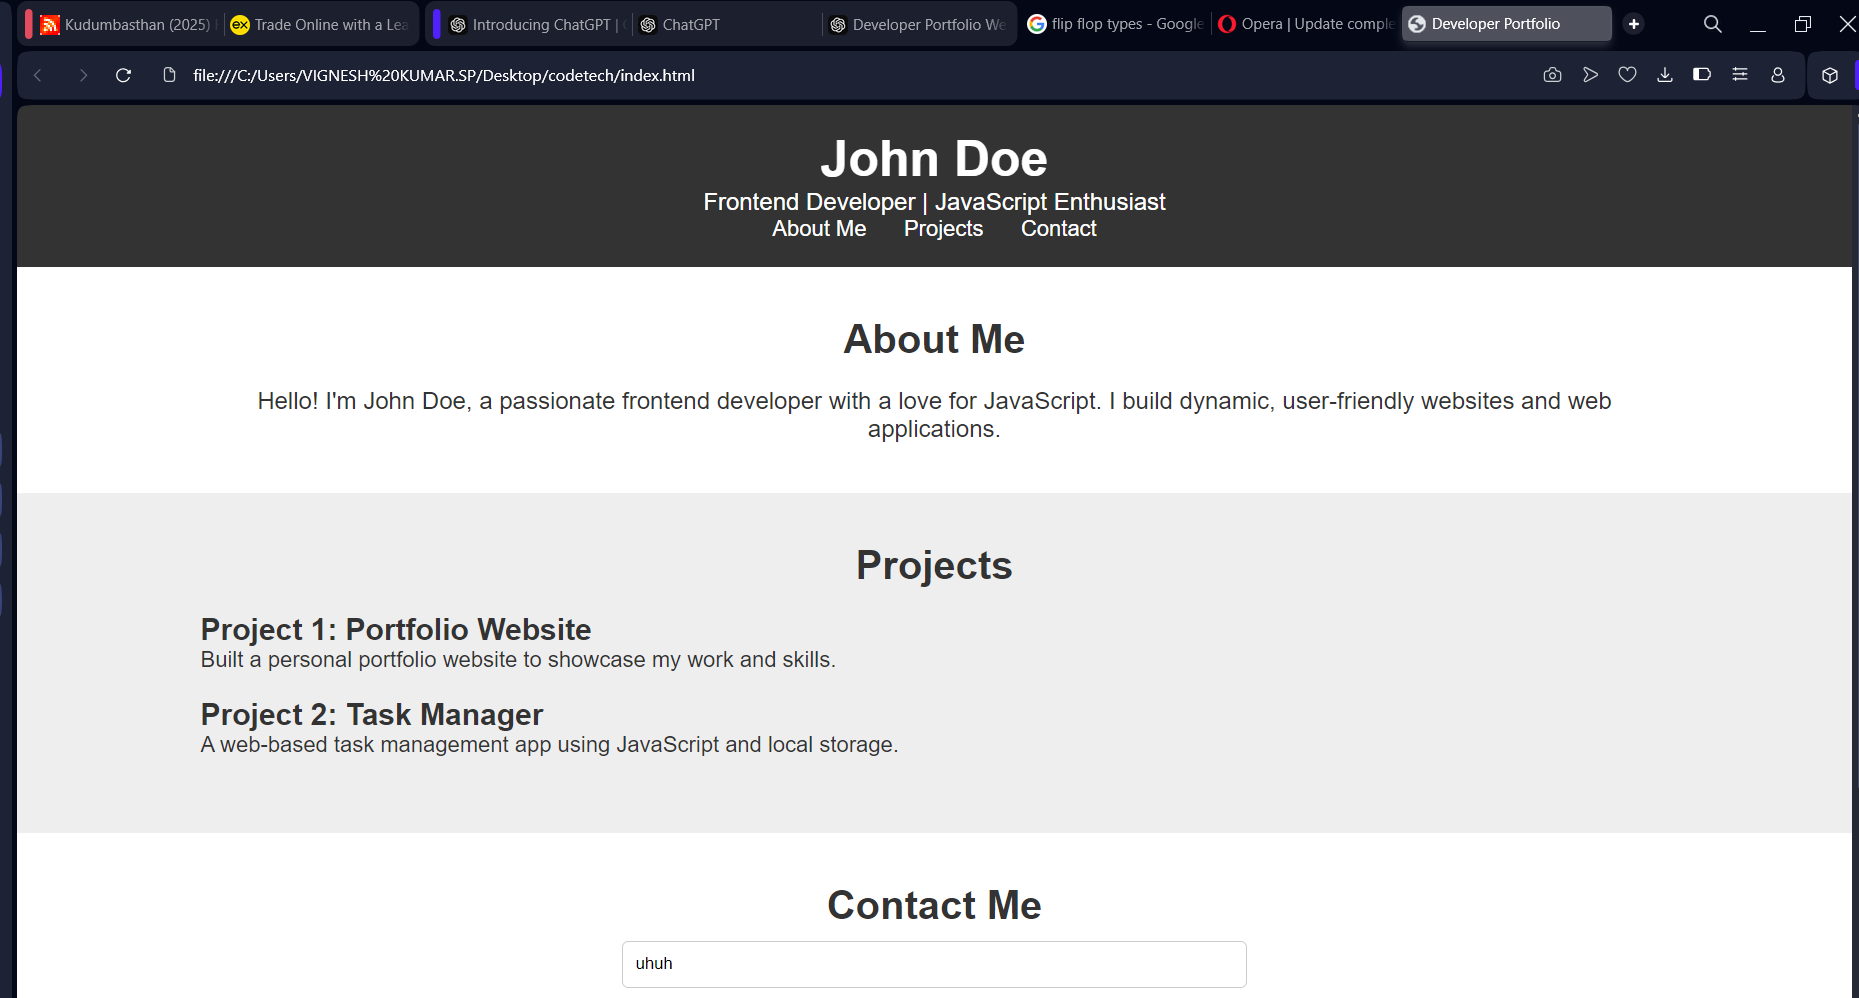 Kudumbasthan (2025)
Trade Online with a Lea
Introducing ChatGPT |
ChatGPT
Developer Portfolio We
flip flop types - Google
Opera | Update comple
Developer Portfolio
file:///C:/Users/VIGNESH%20KUMAR.SP/Desktop/codetech/index.html
John Doe
Frontend Developer | JavaScript Enthusiast
About Me Projects Contact
About Me
Hello! I'm John Doe, a passionate frontend developer with a love for JavaScript. I build dynamic, user-friendly websites and web
applications.
Projects
Project 1: Portfolio Website
Built a personal portfolio website to showcase my work and skills.
Project 2: Task Manager
A web-based task management app using JavaScript and local storage.
Contact Me
uhuh